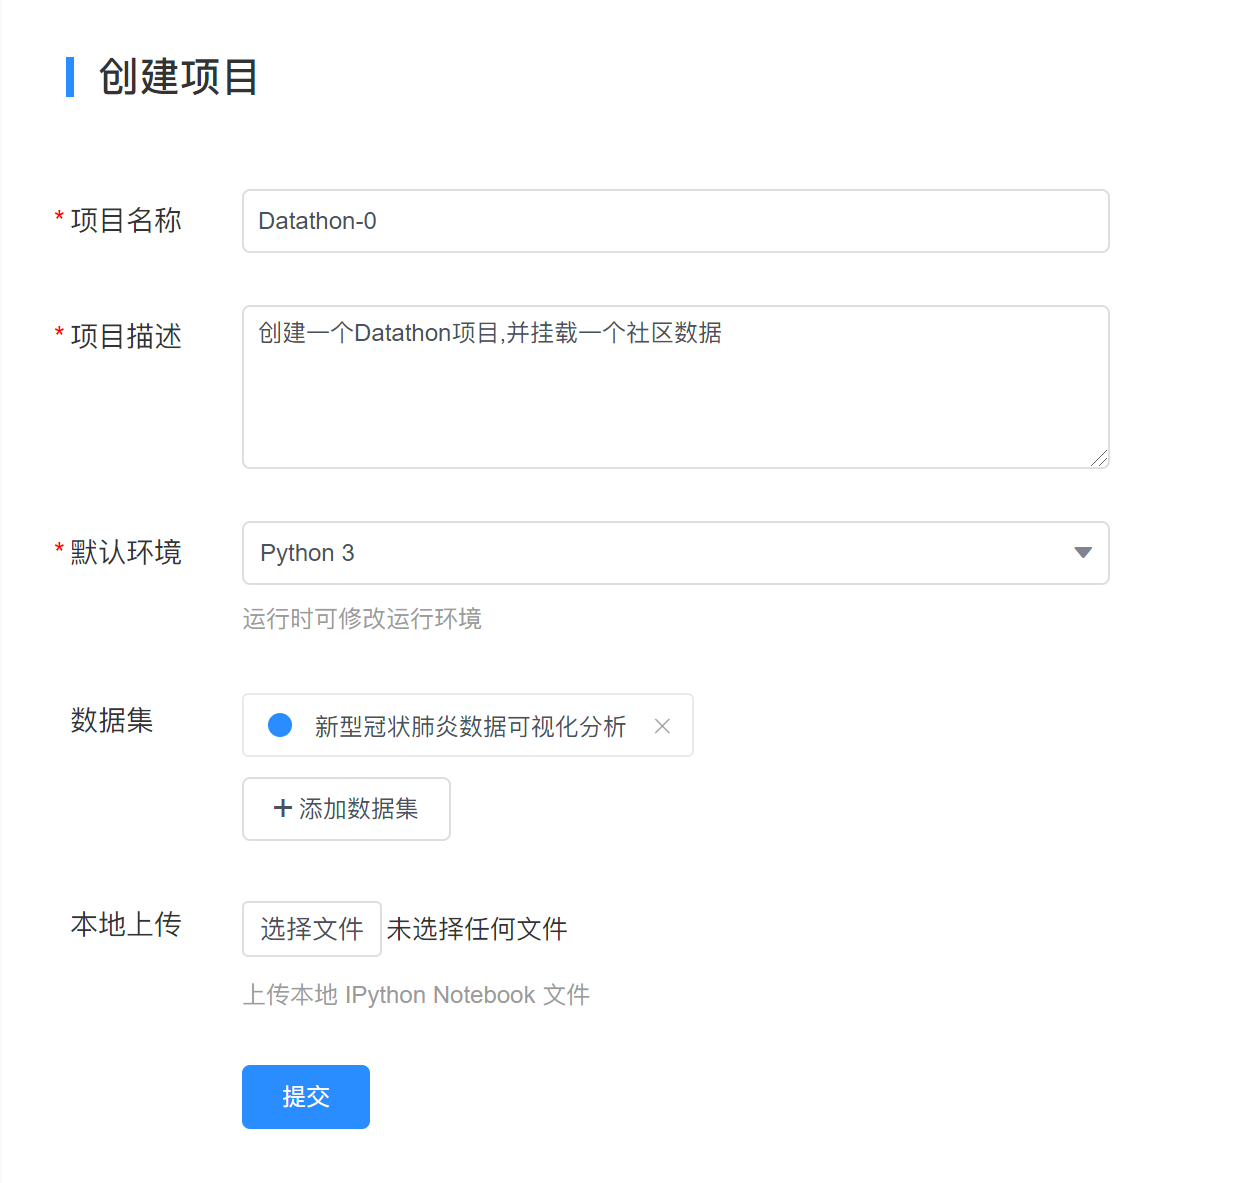 创建项目
* 项目名称
Datathon-0
* 项目描述
创建一个Datathon项目,并挂载一个社区数据
* 默认环境
Python 3
运行时可修改运行环境
数据集
新型冠状肺炎数据可视化分析
+ 添加数据集
本地上传
选择文件 未选择任何文件
上传本地 IPython Notebook 文件
提交